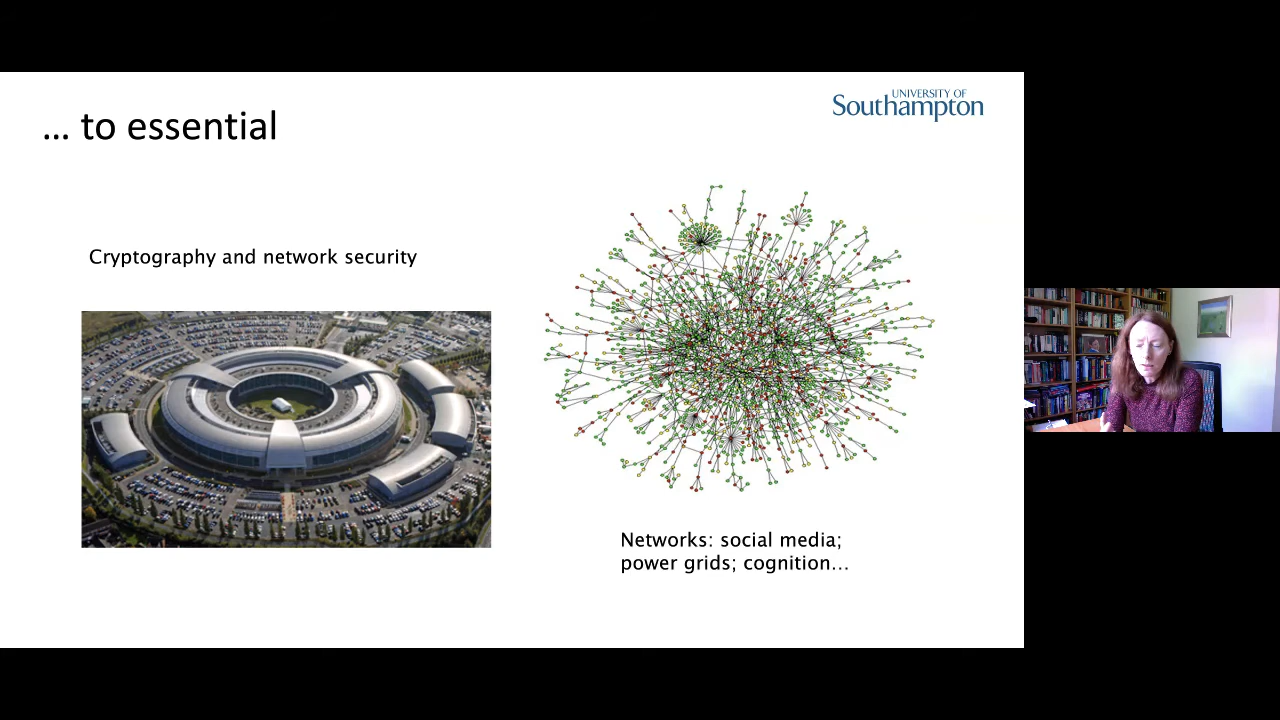 ... to essential
UNIVERSITY OF
Southampton
Cryptography and network security
Networks: social media;
power grids; cognition...